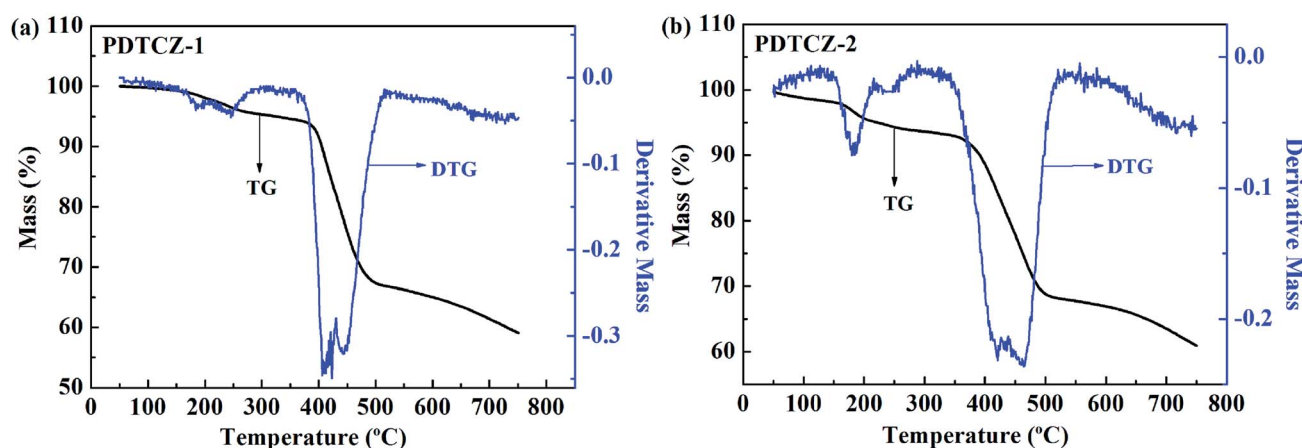 (a)
PDTCZ-1
110
100
90
80
70
60
50
Mass (%)
0 100 200 300 400 500 600 700 800
Temperature (ºC)
0.0
-0.1
-0.2
-0.3
Derivative Mass
TG
DTG
(b)
PDTCZ-2
110
100
90
80
70
60
Mass (%)
0 100 200 300 400 500 600 700 800
Temperature (ºC)
0.0
-0.1
-0.2
Derivative Mass
TG
DTG